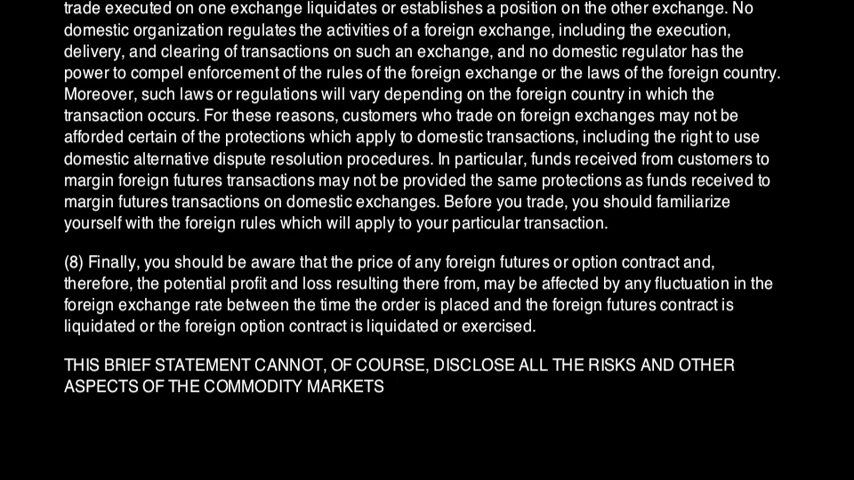 trade executed on one exchange liquidates or establishes a position on the other exchange. No
domestic organization regulates the activities of a foreign exchange, including the execution,
delivery, and clearing of transactions on such an exchange, and no domestic regulator has the
power to compel enforcement of the rules of the foreign exchange or the laws of the foreign country.
Moreover, such laws or regulations will vary depending on the foreign country in which the
transaction occurs. For these reasons, customers who trade on foreign exchanges may not be
afforded certain of the protections which apply to domestic transactions, including the right to use
domestic alternative dispute resolution procedures. In particular, funds received from customers to
margin foreign futures transactions may not be provided the same protections as funds received to
margin futures transactions on domestic exchanges. Before you trade, you should familiarize
yourself with the foreign rules which will apply to your particular transaction.
(8) Finally, you should be aware that the price of any foreign futures or option contract and,
therefore, the potential profit and loss resulting there from, may be affected by any fluctuation in the
foreign exchange rate between the time the order is placed and the foreign futures contract is
liquidated or the foreign option contract is liquidated or exercised.
THIS BRIEF STATEMENT CANNOT, OF COURSE, DISCLOSE ALL THE RISKS AND OTHER
ASPECTS OF THE COMMODITY MARKETS